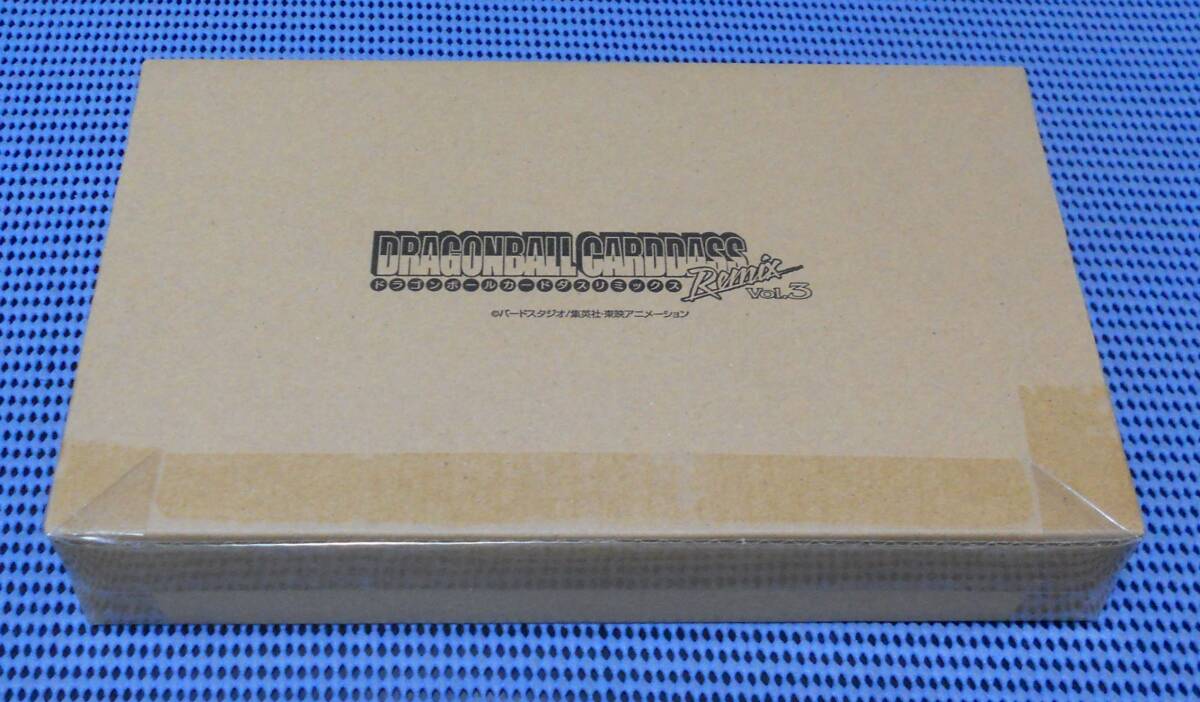 DRAGONBALL CARDDASS
ドラゴンボールカードダスリミックス Remix Vol.3
©バードスタジオ/集英社・東映アニメーション